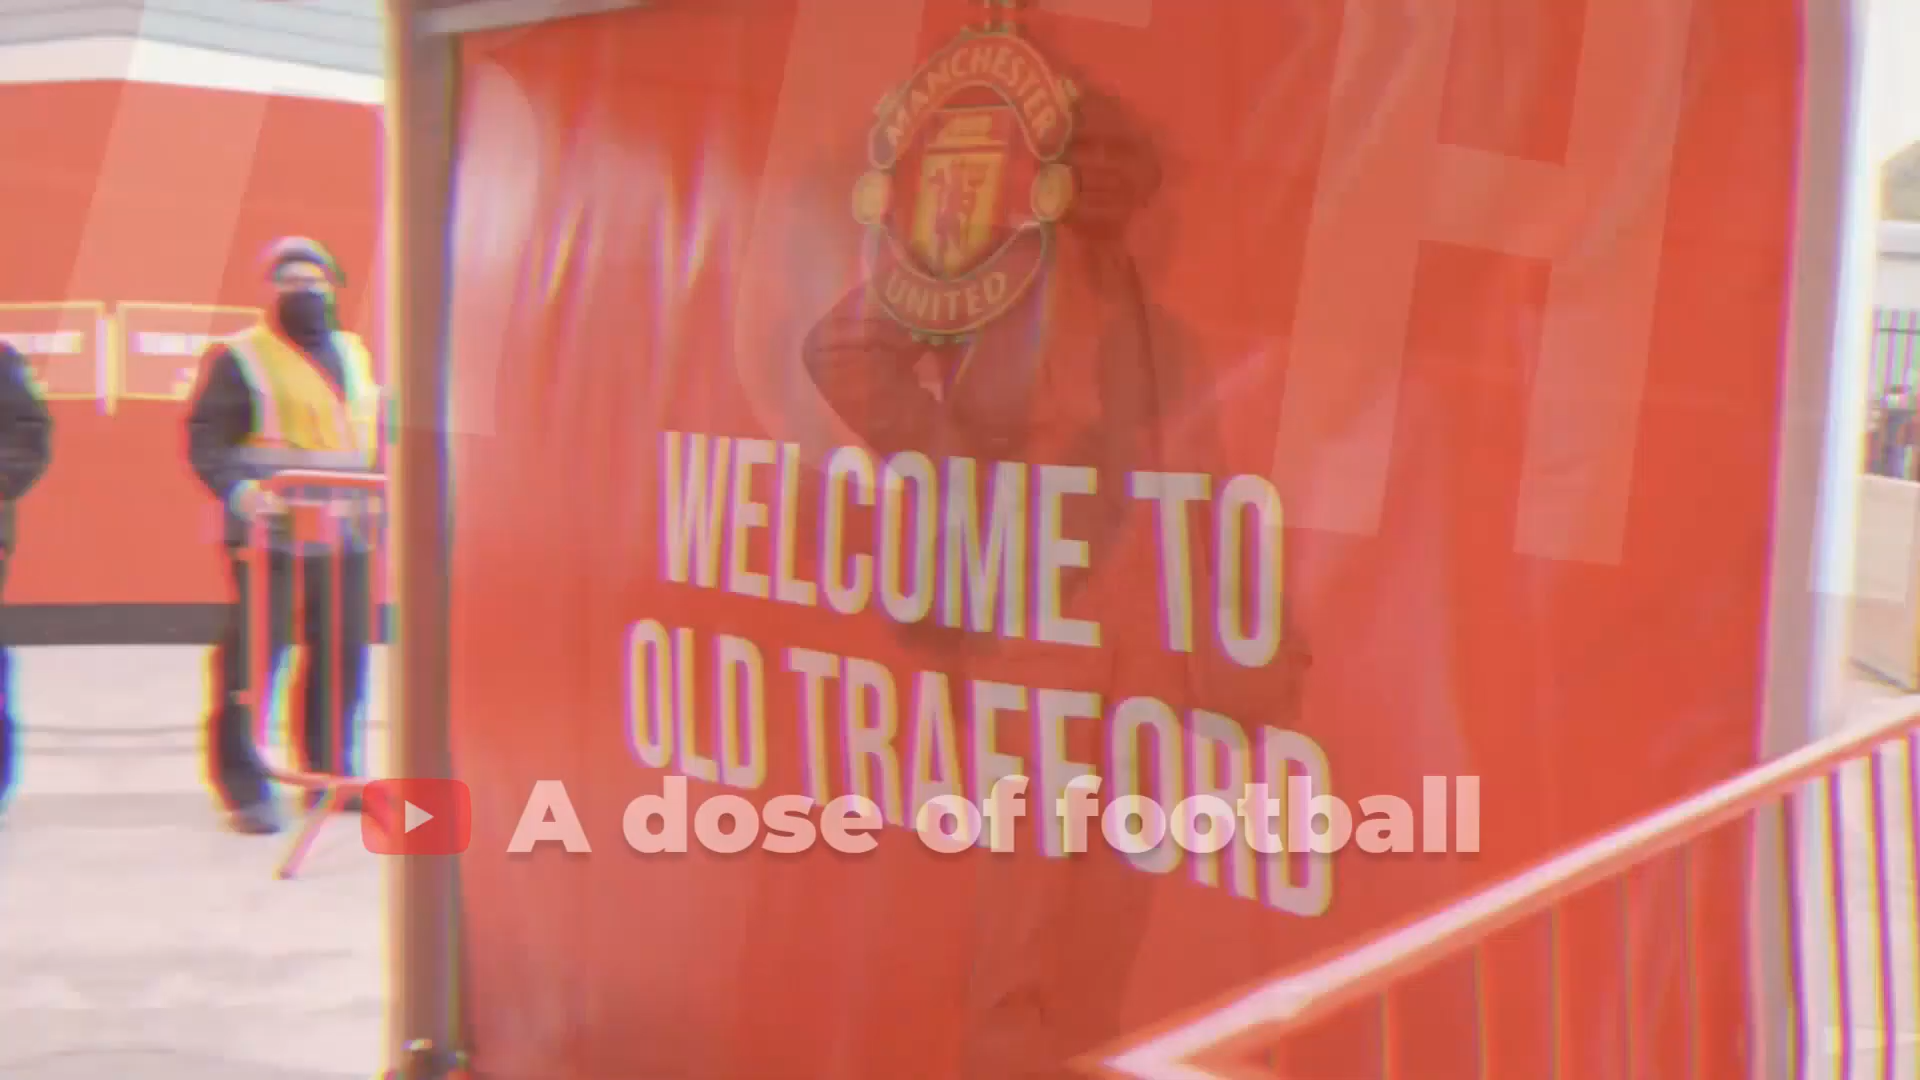 MANCHESTER
UNITED
WELCOME TO
OLD TRAFFORD
A dose of football